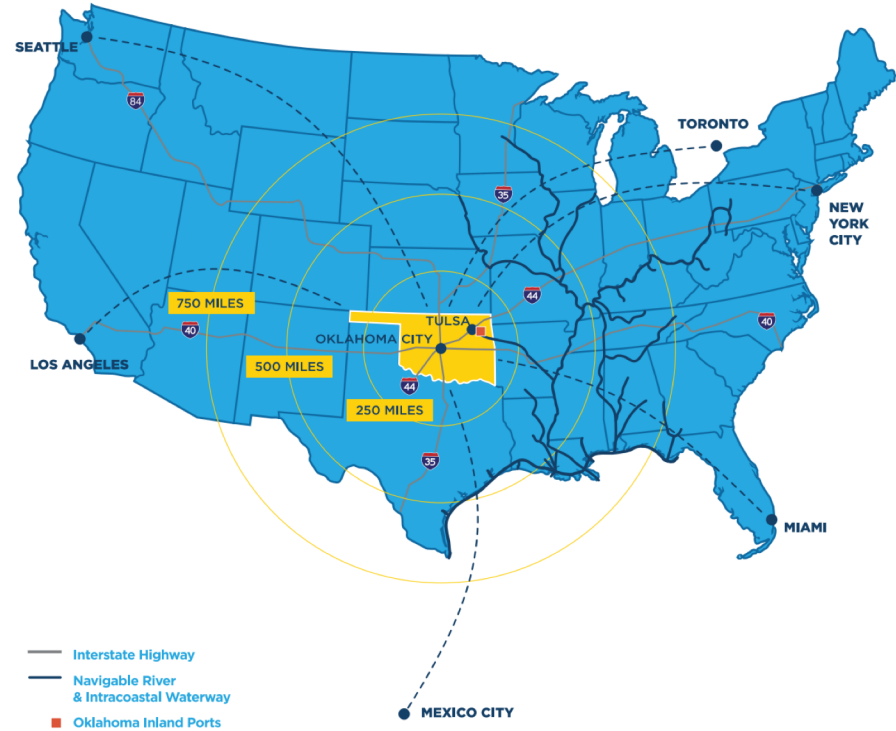 SEATTLE
84
TORONTO
35
NEW
YORK
CITY
750 MILES
44
TULSA
40
40
OKLAHOMA CITY
LOS ANGELES
500 MILES
44
250 MILES
35
MIAMI
Interstate Highway
Navigable River
& Intracoastal Waterway
MEXICO CITY
Oklahoma Inland Ports